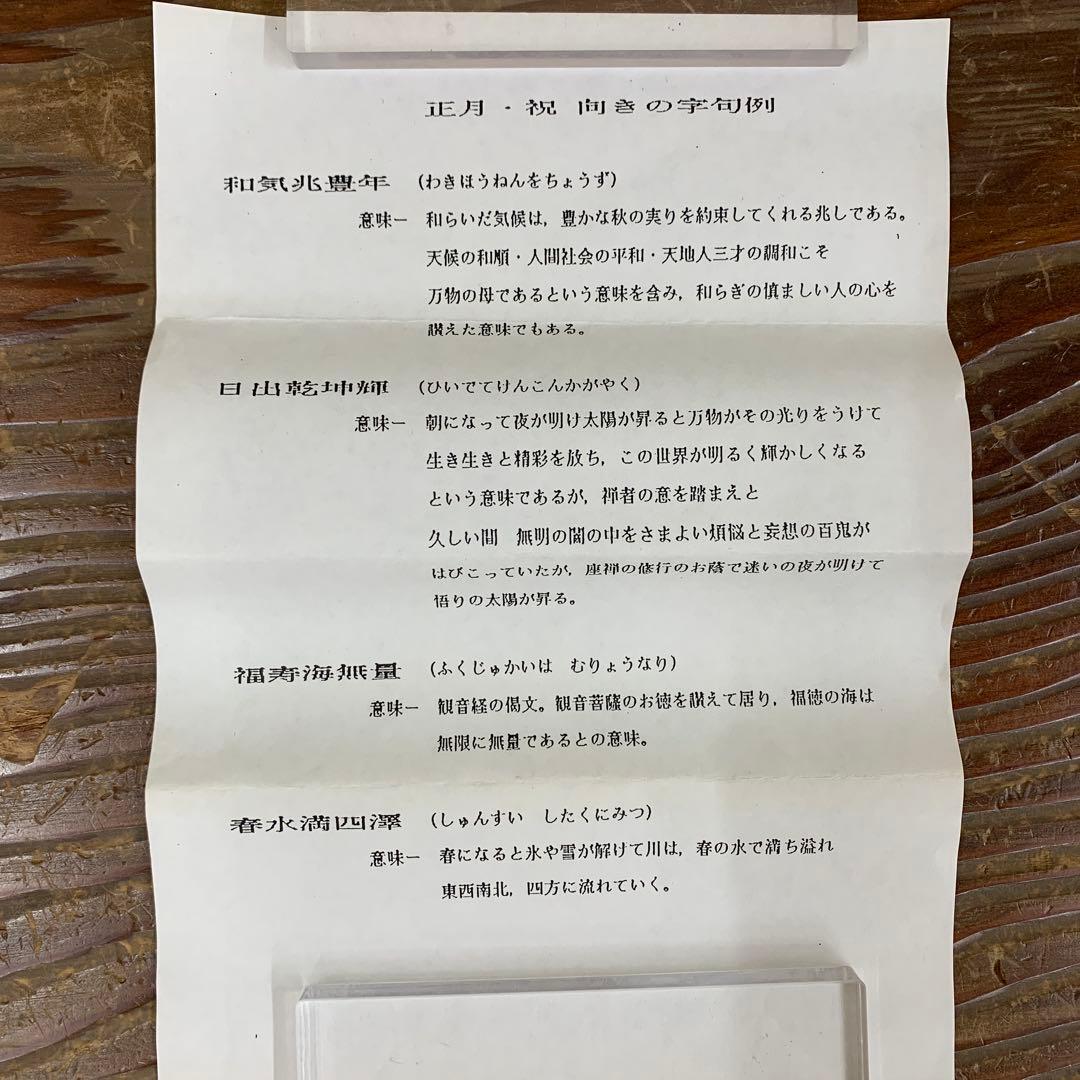 正月・祝 向きの字句例
和気兆豊年 (わきほうねんをちょうず)
意味ー 和らいだ気候は，豊かな秋の実りを約束してくれる兆しである。
天候の和順・人間社会の平和・天地人三才の調和こそ
万物の母であるという意味を含み，和らぎの慎ましい人の心を
讃えた意味でもある。
日出乾坤輝 (ひいでてけんこんかがやく)
意味ー 朝になって夜が明け太陽が昇ると万物がその光りをうけて
生き生きと精彩を放ち，この世界が明るく輝かしくなる
という意味であるが，禅者の意を踏まえと
久しい間 無明の闇の中をさまよい煩悩と妄想の百鬼が
はびこっていたが，座禅の修行のお蔭で迷いの夜が明けて
悟りの太陽が昇る。
福寿海無量 (ふくじゅかいは むりょうなり)
意味ー 観音経の偈文。観音菩薩のお徳を讃えて居り，福徳の海は
無限に無量であるとの意味。
春水満四澤 (しゅんすい したくにみつ)
意味ー 春になると氷や雪が解けて川は，春の水で満ち溢れ
東西南北，四方に流れていく。